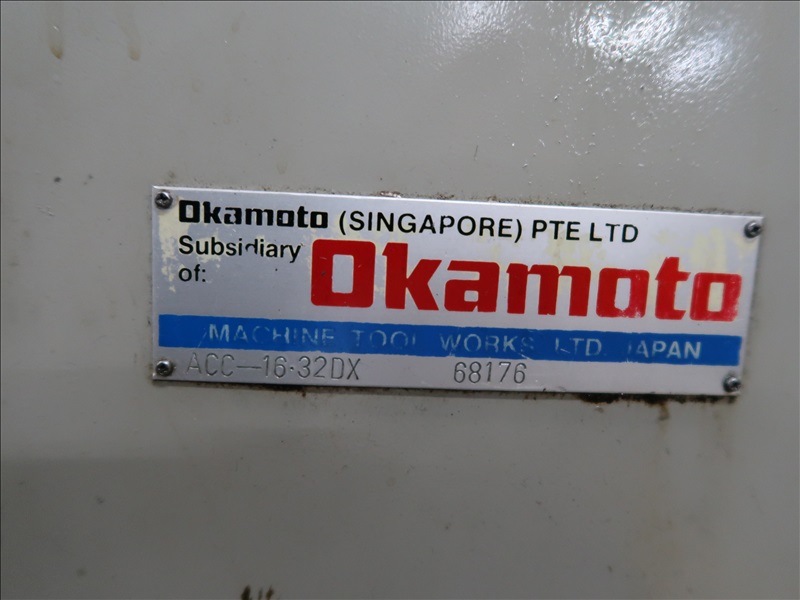 Okamoto (SINGAPORE) PTE LTD
Subsidiary of: Okamoto
MACHINE TOOL WORKS LTD. JAPAN
ACC-16·32DX 68176